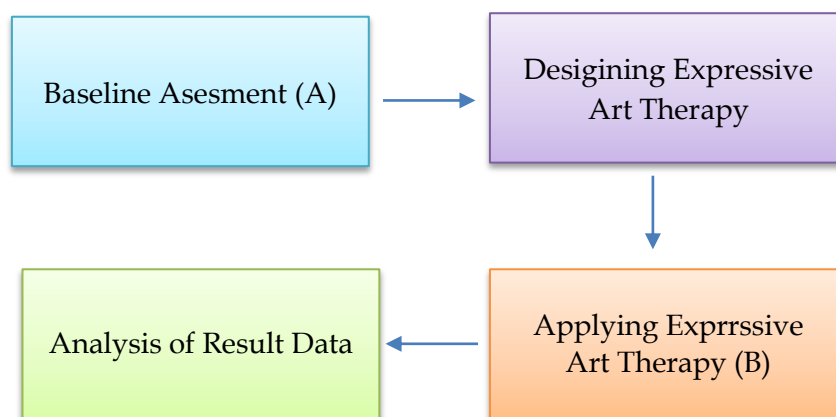 Baseline Asesment (A)
Desigining Expressive
Art Therapy
Applying Exprrssive
Art Therapy (B)
Analysis of Result Data